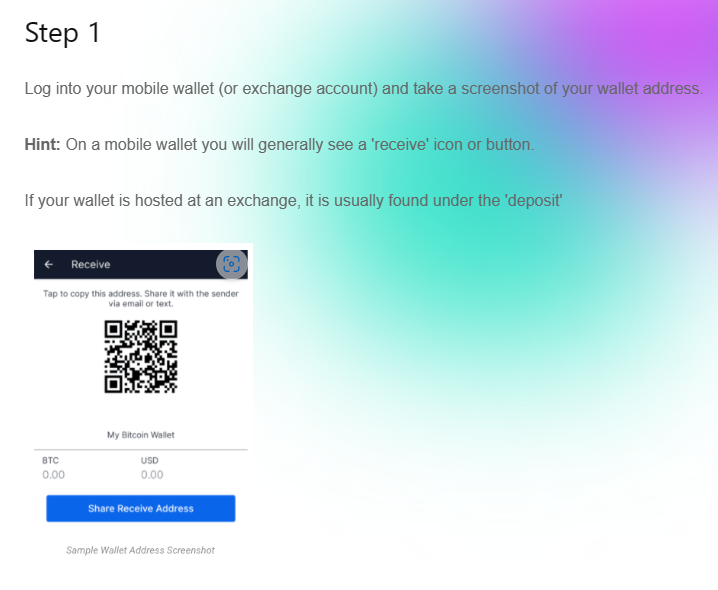 Step 1
Log into your mobile wallet (or exchange account) and take a screenshot of your wallet address.
Hint: On a mobile wallet you will generally see a 'receive' icon or button.
If your wallet is hosted at an exchange, it is usually found under the 'deposit'
Receive
Tap to copy this address. Share it with the sender
via email or text.
My Bitcoin Wallet
BTC USD
0.00 0.00
Share Receive Address
Sample Wallet Address Screenshot